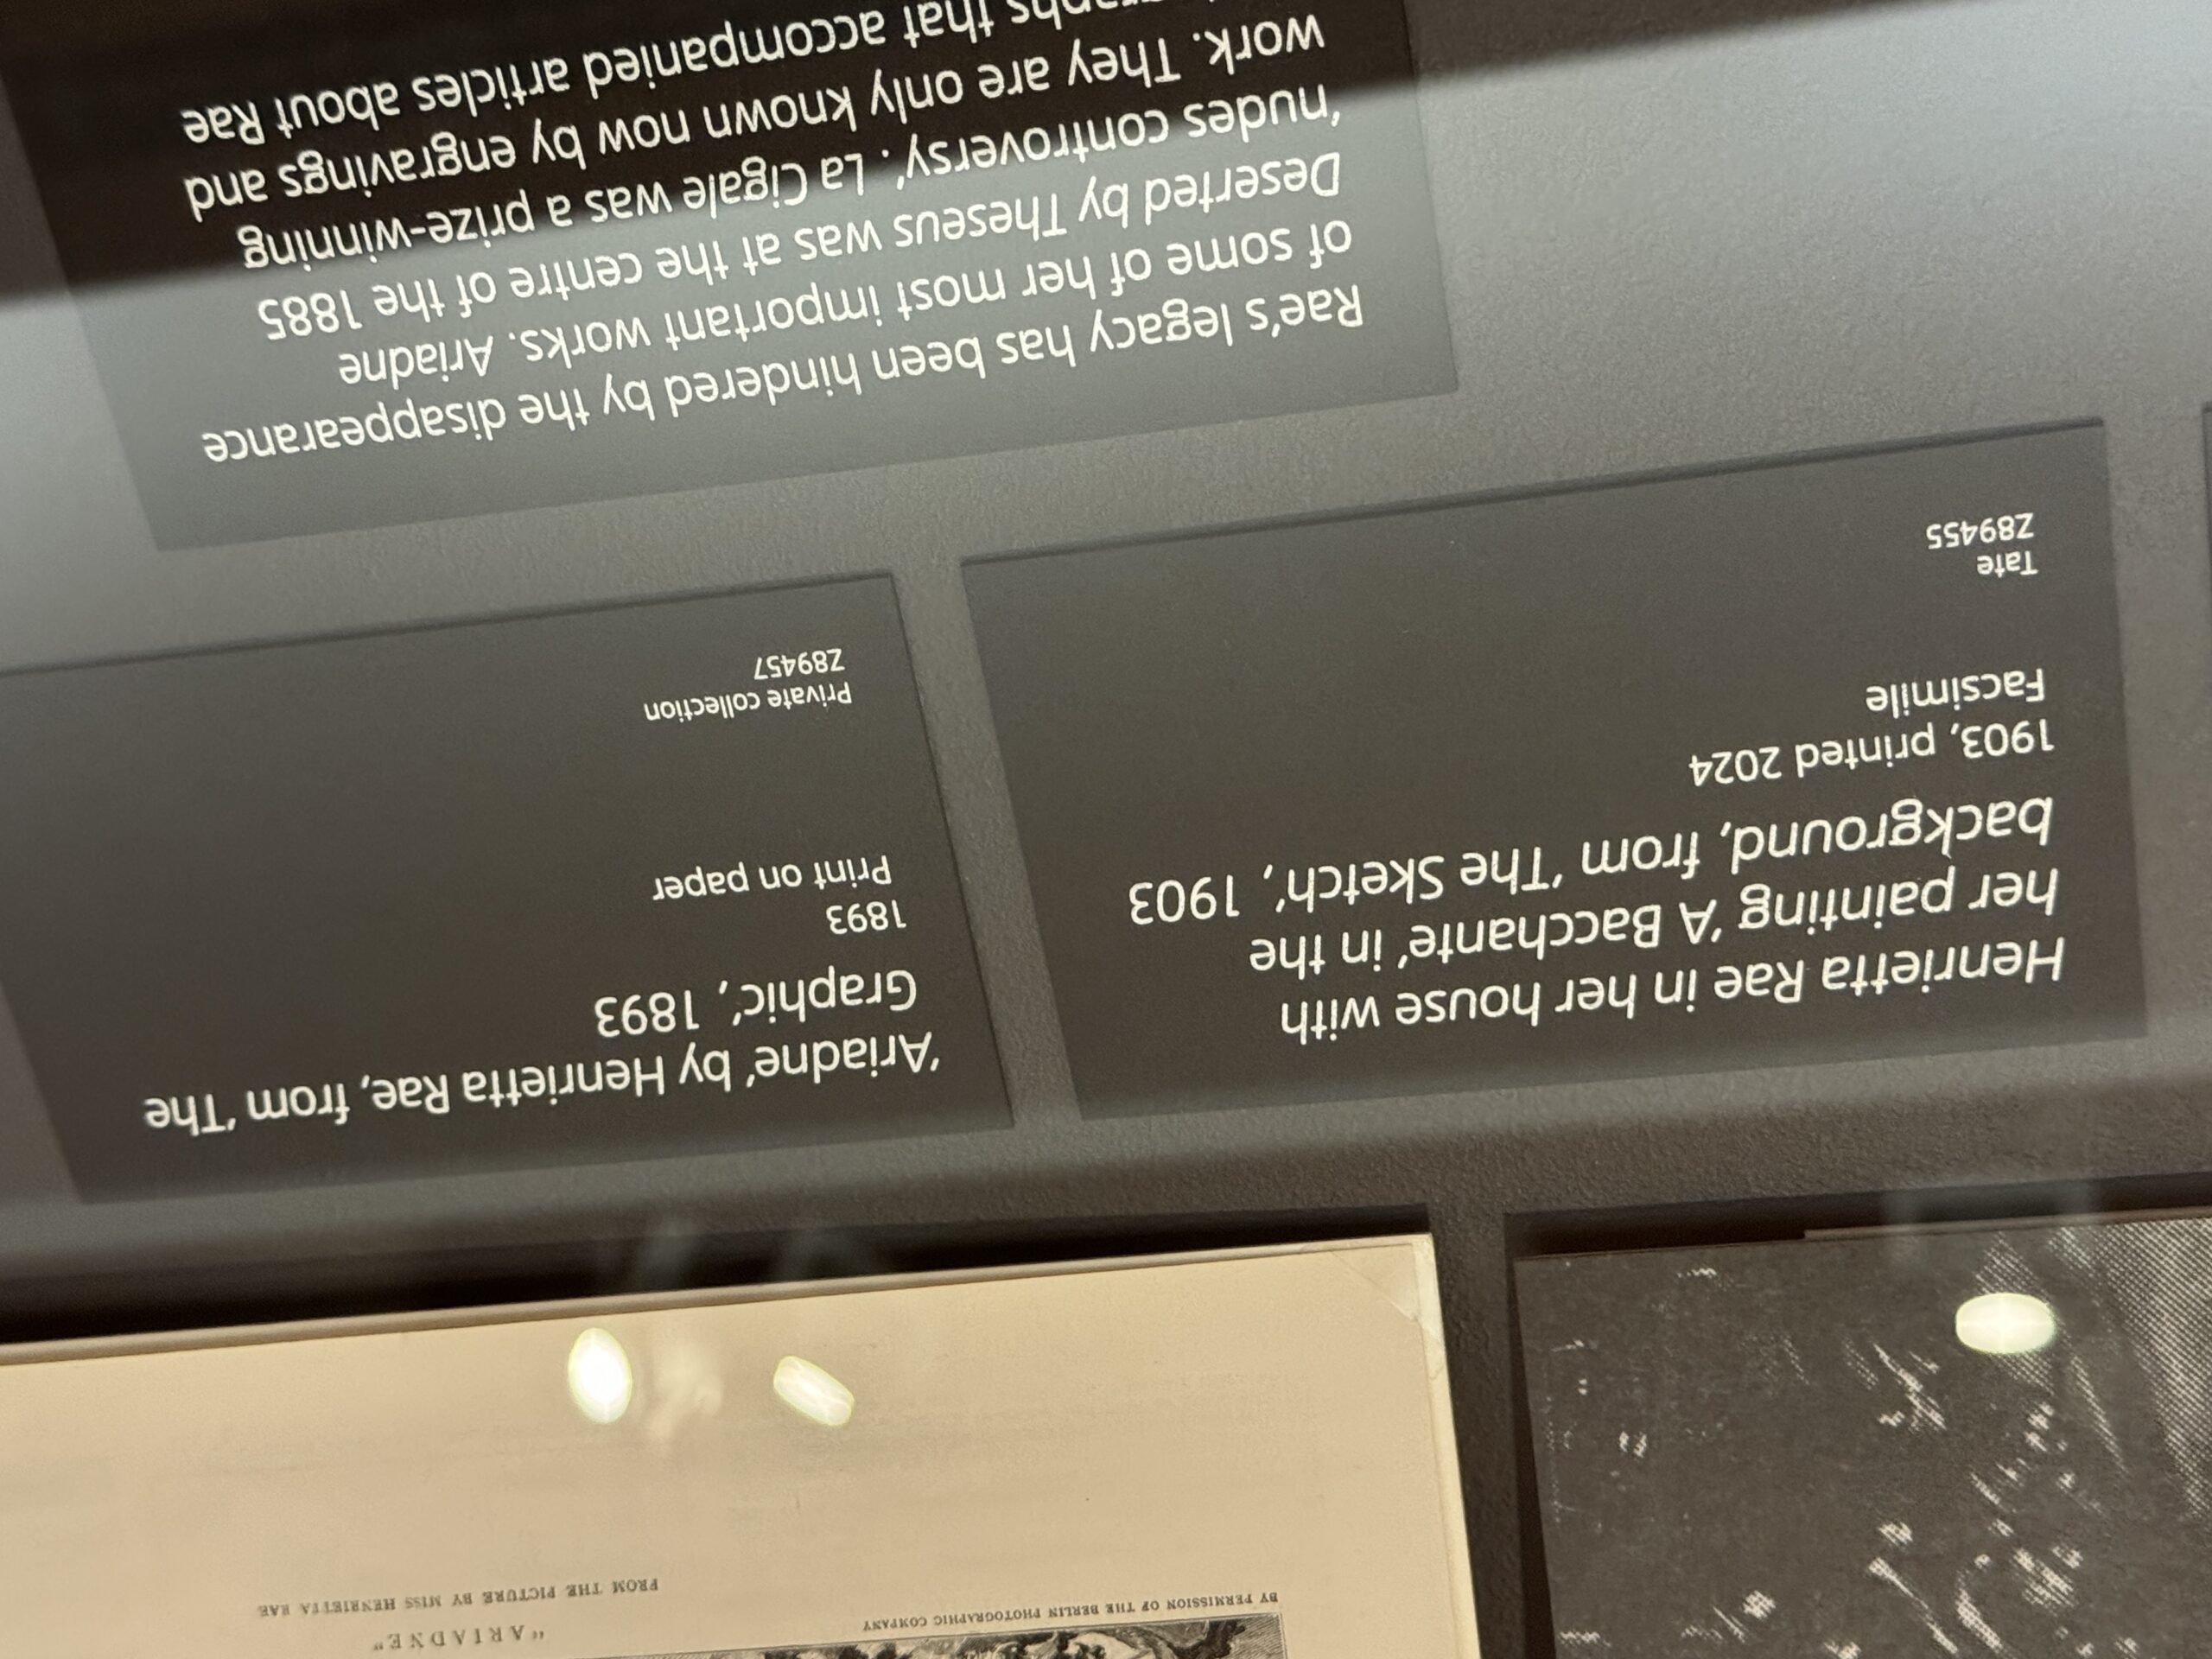 BY PERMISSION OF THE BERLIN PHOTOGRAPHIC COMPANY
"ARIADNE"
FROM THE PICTURE BY MISS HENRIETTA RAE
Henrietta Rae in her house with
her painting 'A Bacchante' in the
background, from 'The Sketch', 1903
1903, printed 2024
Facsimile
Tate
Z89455
'Ariadne' by Henrietta Rae, from 'The
Graphic', 1893
1893
Print on paper
Private collection
Z89457
Rae's legacy has been hindered by the disappearance
of some of her most important works. Ariadne
Deserted by Theseus was at the centre of the 1885
'nudes controversy'. La Cigale was a prize-winning
work. They are only known by now by engravings and
that accompanied articles about Rae